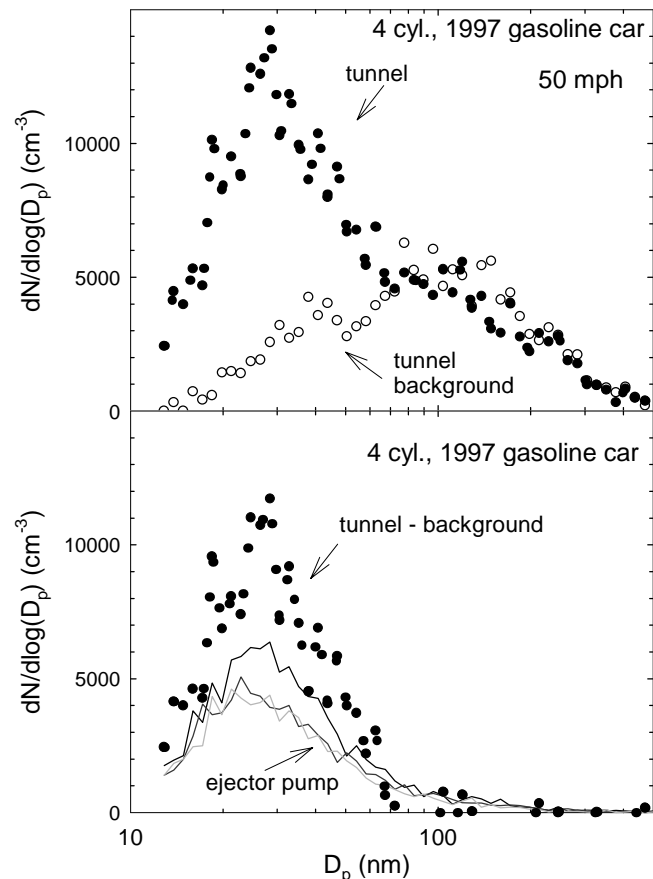 4 cyl., 1997 gasoline car
tunnel
50 mph
10000
5000
0
dN/dlog(Dₚ) (cm⁻³)
tunnel
background
4 cyl., 1997 gasoline car
tunnel - background
10000
5000
0
dN/dlog(Dₚ) (cm⁻³)
ejector pump
10
100
Dₚ (nm)